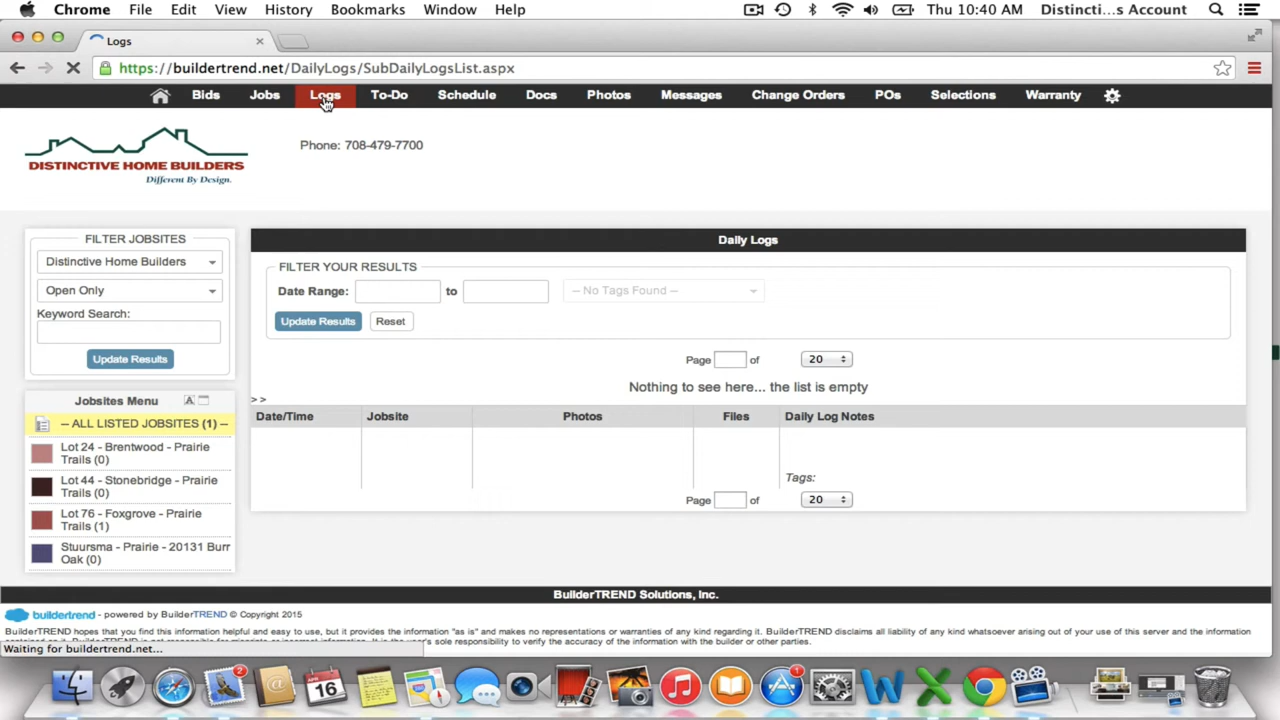 Chrome File Edit View History Bookmarks Window Help Thu 10:40 AM Distincti...s Account
Logs
https://buildertrend.net/DailyLogs/SubDailyLogsList.aspx
Bids Jobs Logs To-Do Schedule Docs Photos Messages Change Orders POs Selections Warranty
DISTINCTIVE HOME BUILDERS
Different By Design.
Phone: 708-479-7700
FILTER JOBSITES
Distinctive Home Builders
Open Only
Keyword Search:
Update Results
Jobsites Menu A
-- ALL LISTED JOBSITES (1) --
Lot 24 - Brentwood - Prairie
Trails (0)
Lot 44 - Stonebridge - Prairie
Trails (0)
Lot 76 - Foxgrove - Prairie
Trails (1)
Stuursma - Prairie - 20131 Burr
Oak (0)
Daily Logs
FILTER YOUR RESULTS
Date Range: to -- No Tags Found --
Update Results Reset
Page of 20
Nothing to see here... the list is empty
>>
Date/Time Jobsite Photos Files Daily Log Notes
Tags:
Page of 20
BuilderTREND Solutions, Inc.
buildertrend - powered by BuilderTREND © Copyright 2015
BuilderTREND hopes that you find this information helpful and easy to use, but it provides the information "as is" and makes no representations or warranties of any kind regarding it. BuilderTREND disclaims all liability of any kind whatsoever arising out of your use of this server and the information
or other parties.
Waiting for buildertrend.net...
2
APR
16
1